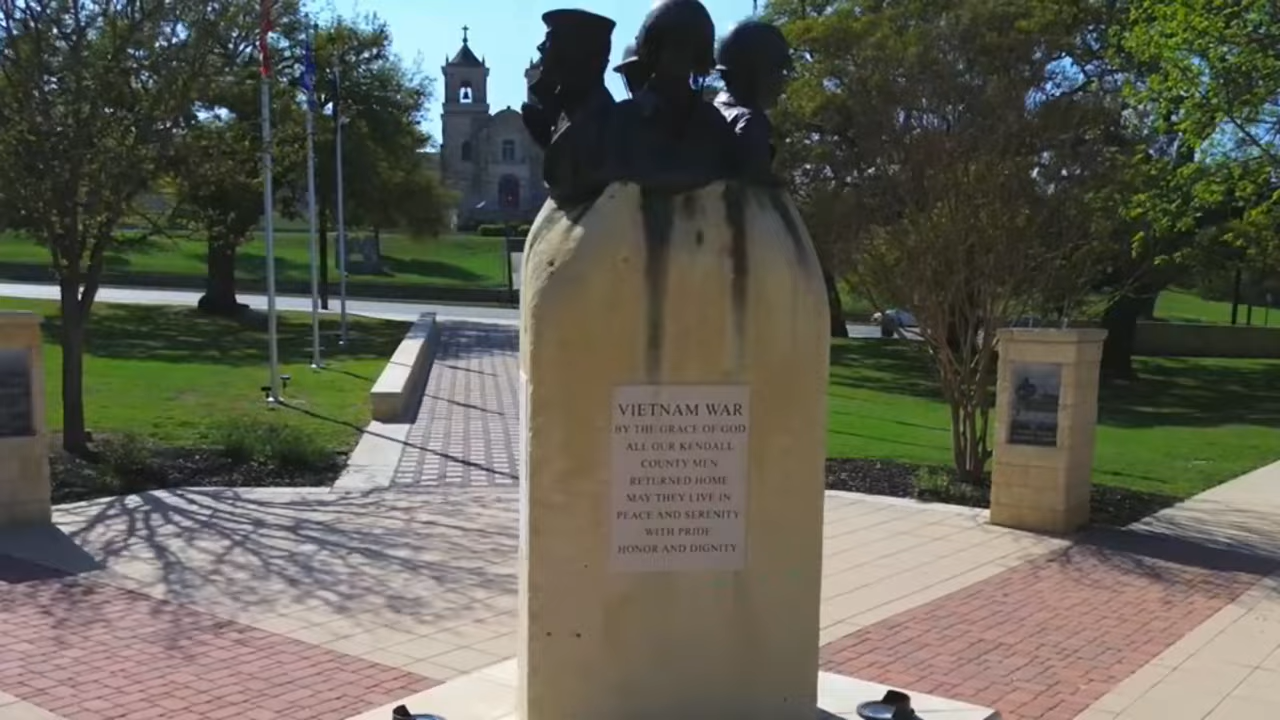 VIETNAM WAR
BY THE GRACE OF GOD
ALL OUR KENDALL
COUNTY MEN
RETURNED HOME
MAY THEY LIVE IN
PEACE AND SERENITY
WITH PRIDE
HONOR AND DIGNITY